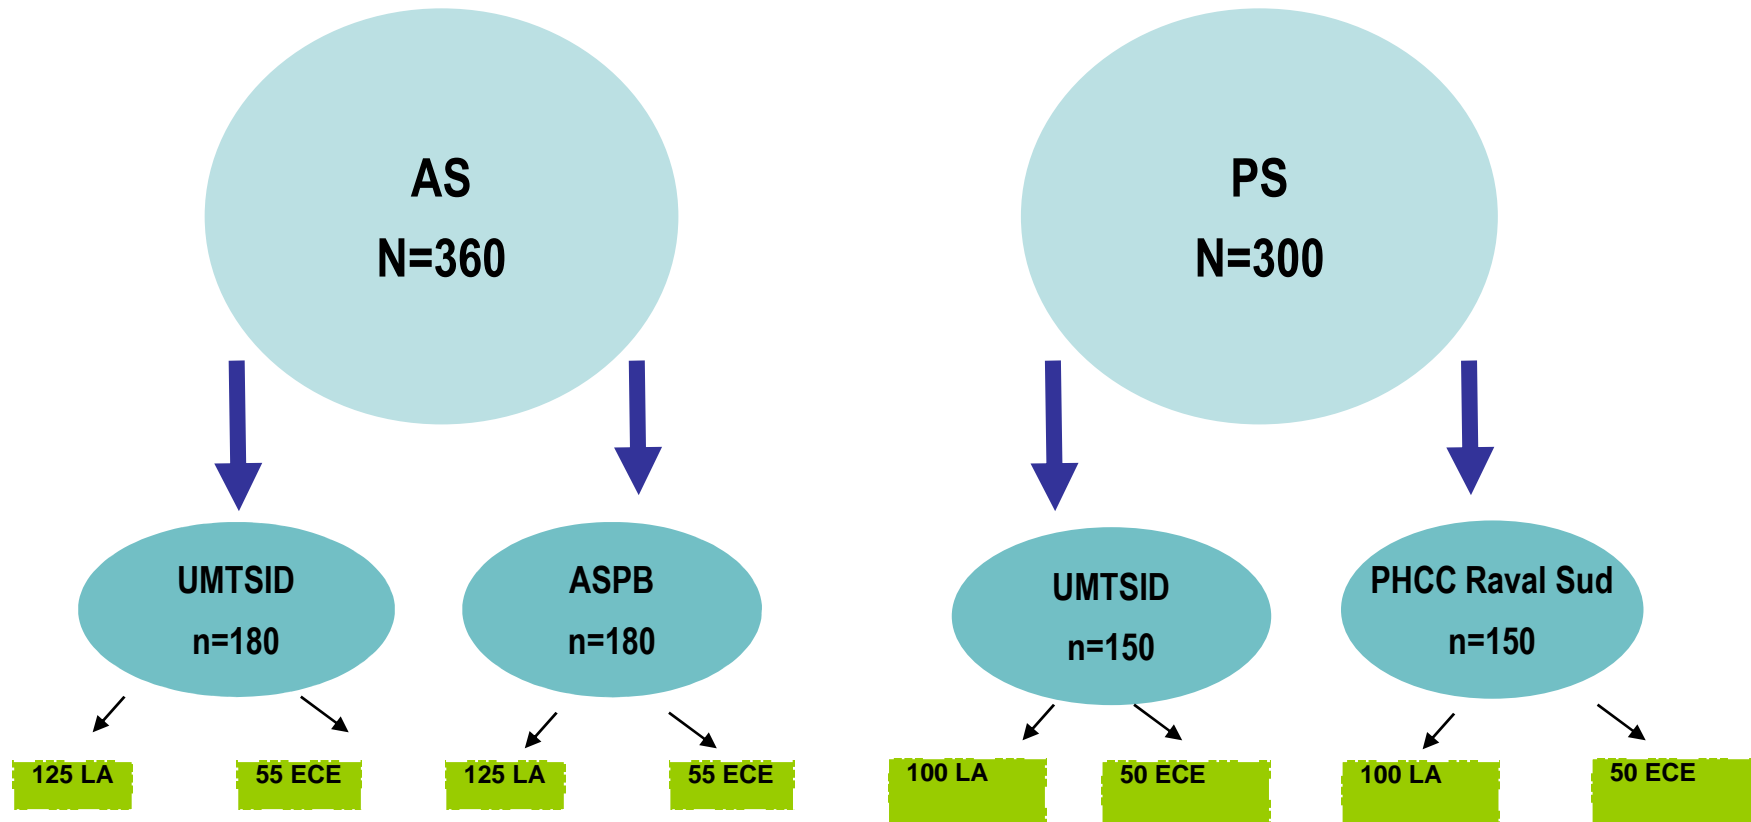 AS
N=360
PS
N=300
UMTSID
n=180
ASPB
n=180
UMTSID
n=150
PHCC Raval Sud
n=150
125 LA
55 ECE
125 LA
55 ECE
100 LA
50 ECE
100 LA
50 ECE